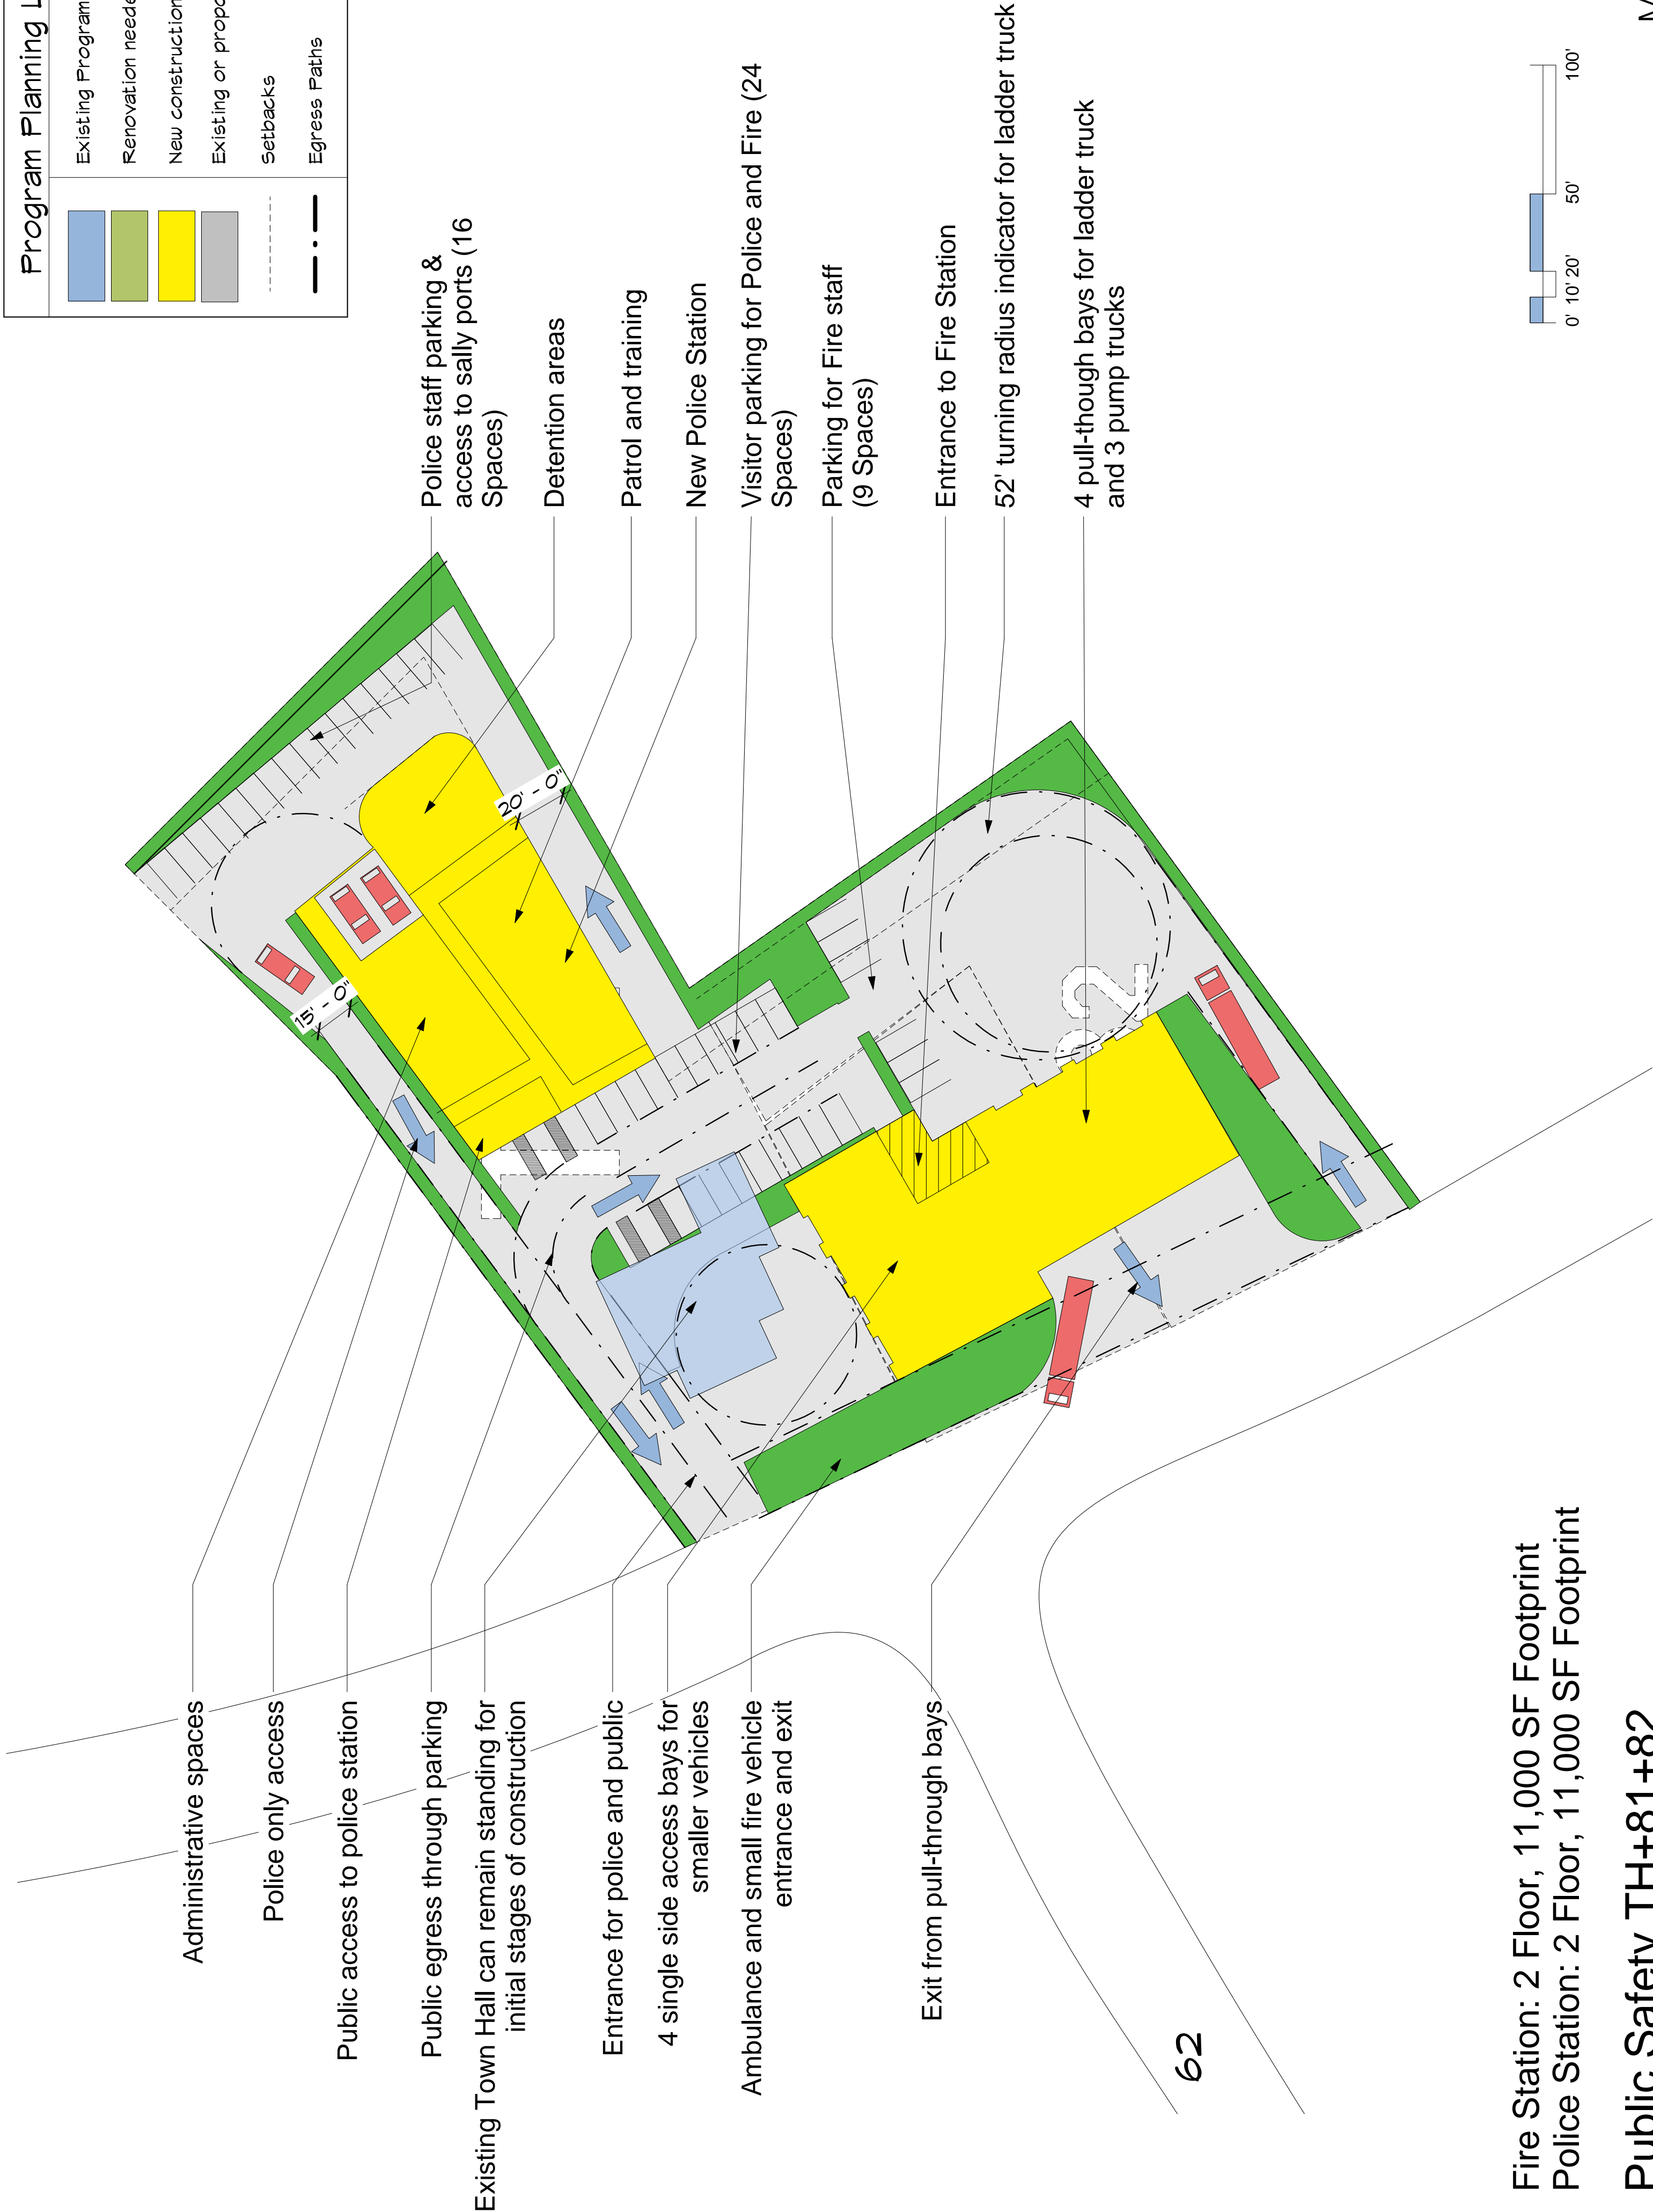 Program Planning L
Existing Program
Renovation neede
New construction
Existing or propo
Setbacks
Egress Paths
Administrative spaces
Police only access
Public access to police station
Public egress through parking
Existing Town Hall can remain standing for
initial stages of construction
Entrance for police and public
4 single side access bays for
smaller vehicles
Ambulance and small fire vehicle
entrance and exit
Exit from pull-through bays
15' - 0"
20' - 0"
82
Police staff parking &
access to sally ports (16
Spaces)
Detention areas
Patrol and training
New Police Station
Visitor parking for Police and Fire (24
Spaces)
Parking for Fire staff
(9 Spaces)
Entrance to Fire Station
52' turning radius indicator for ladder truck
4 pull-though bays for ladder truck
and 3 pump trucks
62
0' 10' 20' 50' 100'
Fire Station: 2 Floor, 11,000 SF Footprint
Police Station: 2 Floor, 11,000 SF Footprint
Public Safety TH+81+82